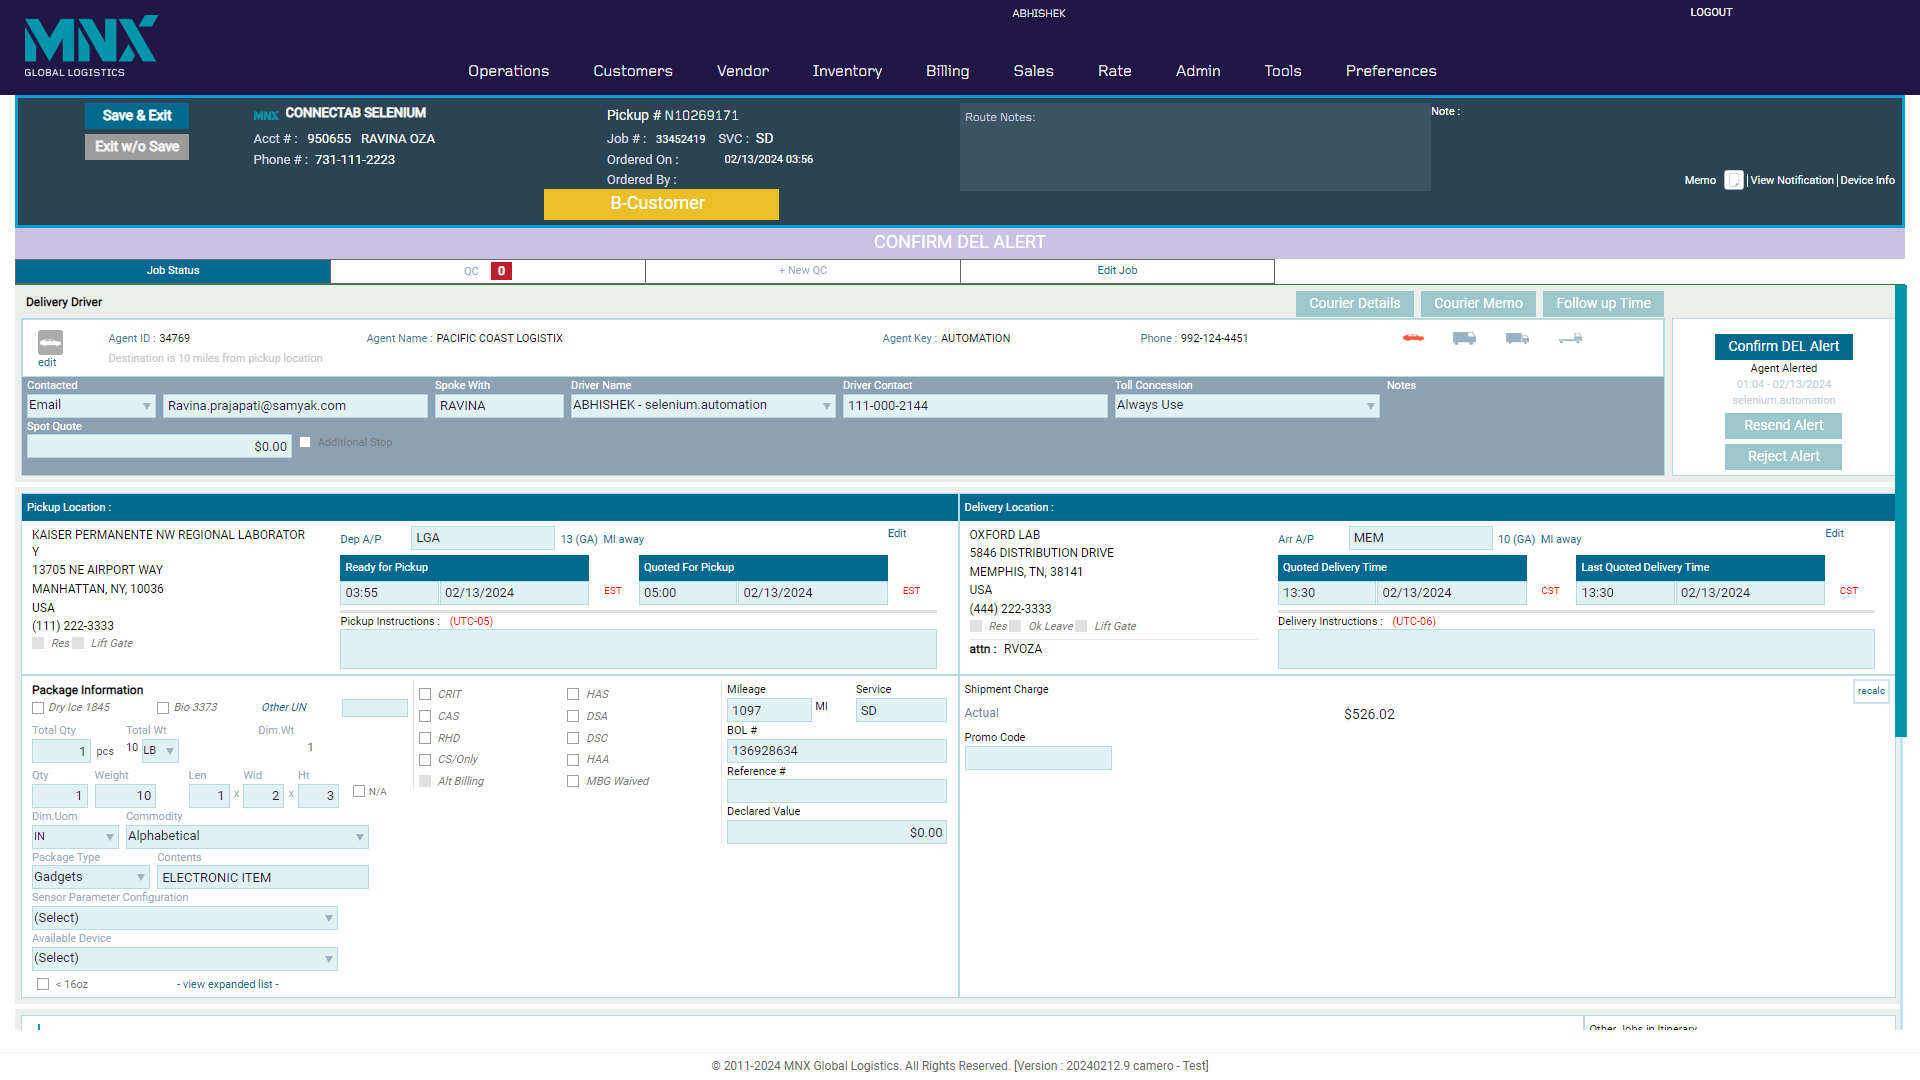 ABHISHEK
LOGOUT
MNX
GLOBAL LOGISTICS
Operations Customers Vendor Inventory Billing Sales Rate Admin Tools Preferences
Save & Exit
Exit w/o Save
MNX CONNECTAB SELENIUM
Acct # : 950655 RAVINA OZA
Phone # : 731-111-2223
Pickup # N10269171
Job # : 33452419 SVC : SD
Ordered On : 02/13/2024 03:56
Ordered By :
B-Customer
Route Notes:
Note :
Memo |View Notification|Device Info
CONFIRM DEL ALERT
Job Status
QC 0
+ New QC
Edit Job
Delivery Driver
Courier Details Courier Memo Follow up Time
edit
Agent ID : 34769 Agent Name : PACIFIC COAST LOGISTIX Agent Key : AUTOMATION Phone : 992-124-4451
Destination is 10 miles from pickup location
Contacted Spoke With Driver Name Driver Contact Toll Concession Notes
Email Ravina.prajapati@samyak.com RAVINA ABHISHEK - selenium.automation 111-000-2144 Always Use
Spot Quote
$0.00 Additional Stop
Confirm DEL Alert
Agent Alerted
01:04 - 02/13/2024
selenium.automation
Resend Alert
Reject Alert
Pickup Location :
KAISER PERMANENTE NW REGIONAL LABORATOR
Y
13705 NE AIRPORT WAY
MANHATTAN, NY, 10036
USA
(111) 222-3333
Res Lift Gate
Dep A/P LGA 13 (GA) MI away Edit
Ready for Pickup Quoted For Pickup
03:55 02/13/2024 EST 05:00 02/13/2024 EST
Pickup Instructions : (UTC-05)
Delivery Location :
OXFORD LAB
5846 DISTRIBUTION DRIVE
MEMPHIS, TN, 38141
USA
(444) 222-3333
Res Ok Leave Lift Gate
attn : RVOZA
Arr A/P MEM 10 (GA) MI away Edit
Quoted Delivery Time Last Quoted Delivery Time
13:30 02/13/2024 CST 13:30 02/13/2024 CST
Delivery Instructions : (UTC-06)
Package Information
Dry Ice 1845 Bio 3373 Other UN
Total Qty Total Wt Dim.Wt
1 pcs 10 LB 1
Qty Weight Len Wid Ht
1 10 1 x 2 x 3 N/A
Dim.Uom Commodity
IN Alphabetical
Package Type Contents
Gadgets ELECTRONIC ITEM
Sensor Parameter Configuration
(Select)
Available Device
(Select)
< 16oz - view expanded list -
CRIT HAS
CAS DSA
RHD DSC
CS/Only HAA
Alt Billing MBG Waived
Mileage Service
1097 MI SD
BOL #
136928634
Reference #
Declared Value
$0.00
Shipment Charge
recalc
Actual $526.02
Promo Code
Other Jobs in Itinerary
© 2011-2024 MNX Global Logistics. All Rights Reserved. [Version : 20240212.9 camero - Test]